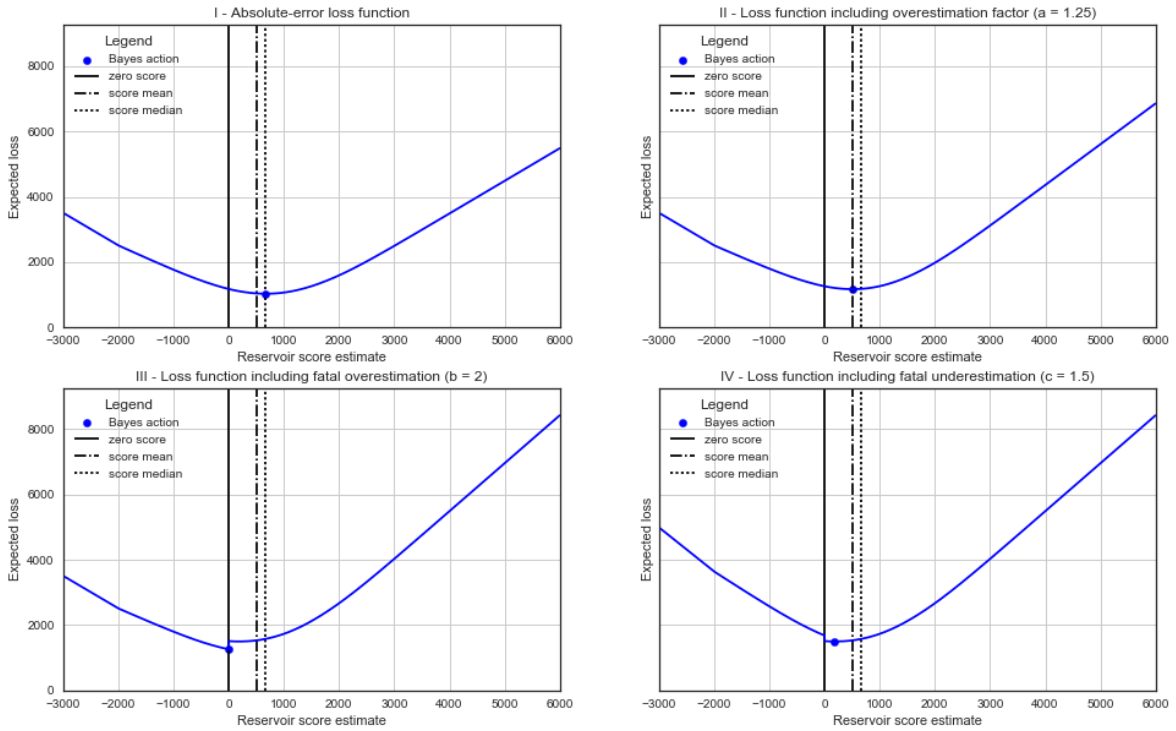 I - Absolute-error loss function
Expected loss
8000
6000
4000
2000
0
Legend
Bayes action
zero score
score mean
score median
−3000 −2000 −1000 0 1000 2000 3000 4000 5000 6000
Reservoir score estimate
II - Loss function including overestimation factor (a = 1.25)
Expected loss
Legend
Bayes action
zero score
score mean
score median
−3000 −2000 −1000 0 1000 2000 3000 4000 5000 6000
Reservoir score estimate
III - Loss function including fatal overestimation (b = 2)
Expected loss
8000
6000
4000
2000
0
Legend
Bayes action
zero score
score mean
score median
−3000 −2000 −1000 0 1000 2000 3000 4000 5000 6000
Reservoir score estimate
IV - Loss function including fatal underestimation (c = 1.5)
Expected loss
Legend
Bayes action
zero score
score mean
score median
−3000 −2000 −1000 0 1000 2000 3000 4000 5000 6000
Reservoir score estimate